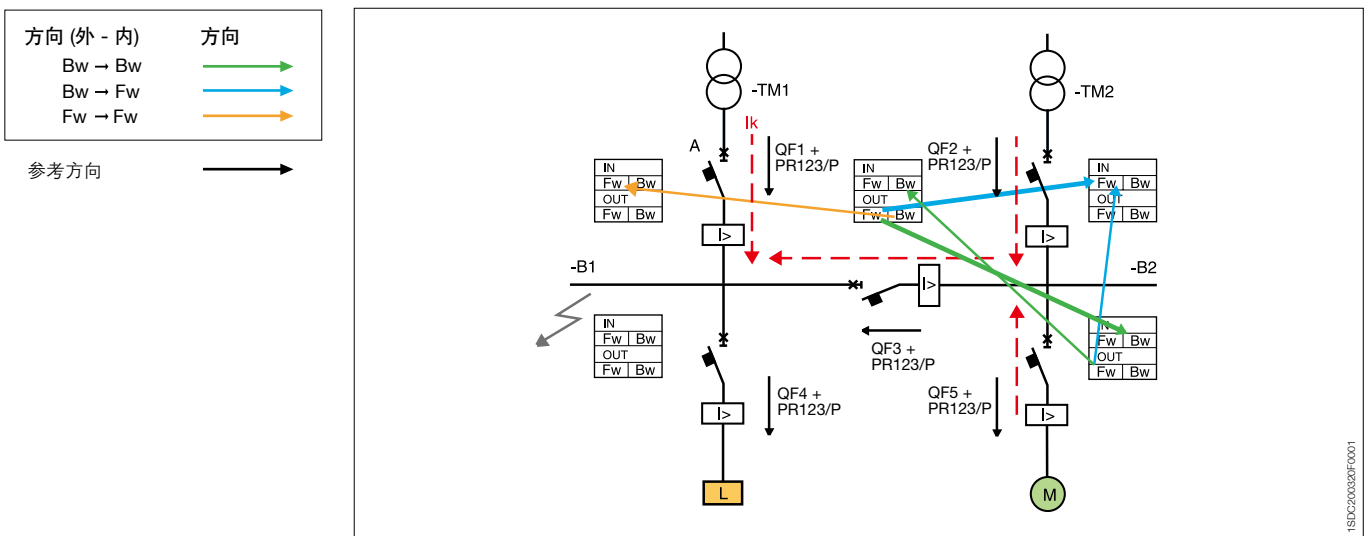 方向 (外 - 内) 方向
Bw → Bw
Bw → Fw
Fw → Fw
参考方向
-TM1
-TM2
A
Ik
QF1 +
PR123/P
QF2 +
PR123/P
IN
Fw Bw
OUT
Fw Bw
IN
Fw Bw
OUT
Fw Bw
IN
Fw Bw
OUT
Fw Bw
I>
I>
-B1
-B2
I>
IN
Fw Bw
OUT
Fw Bw
IN
Fw Bw
OUT
Fw Bw
QF3 +
PR123/P
QF4 +
PR123/P
QF5 +
PR123/P
I>
I>
L
M
1SDC200320F0001